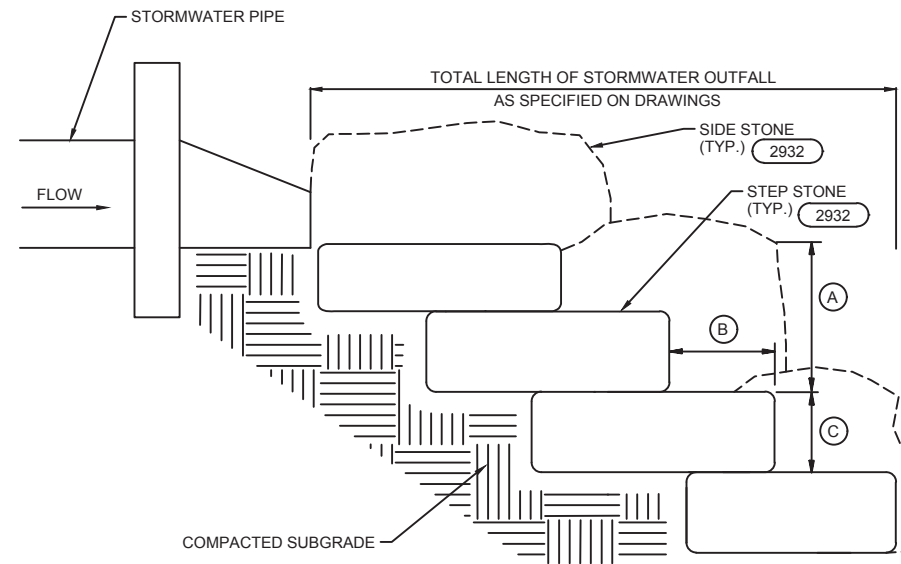 STORMWATER PIPE
TOTAL LENGTH OF STORMWATER OUTFALL
AS SPECIFIED ON DRAWINGS
SIDE STONE
(TYP.) 2932
FLOW
STEP STONE
(TYP.) 2932
A
B
C
COMPACTED SUBGRADE